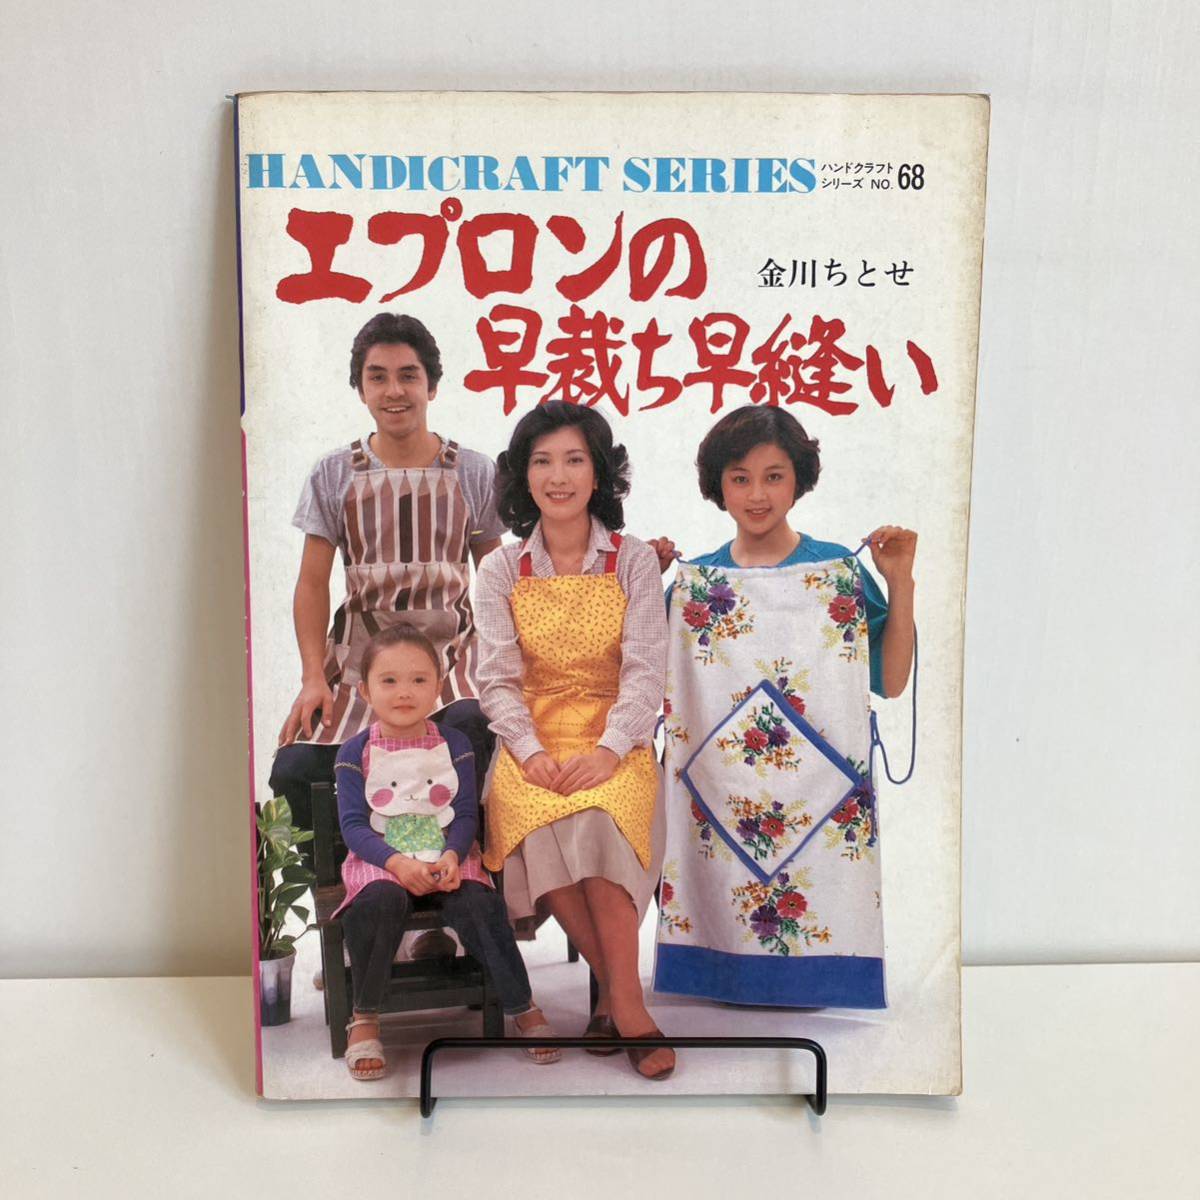 HANDICRAFT SERIES
ハンドクラフト
シリーズ NO.68
エプロンの
早裁ち早縫い
金川ちとせ